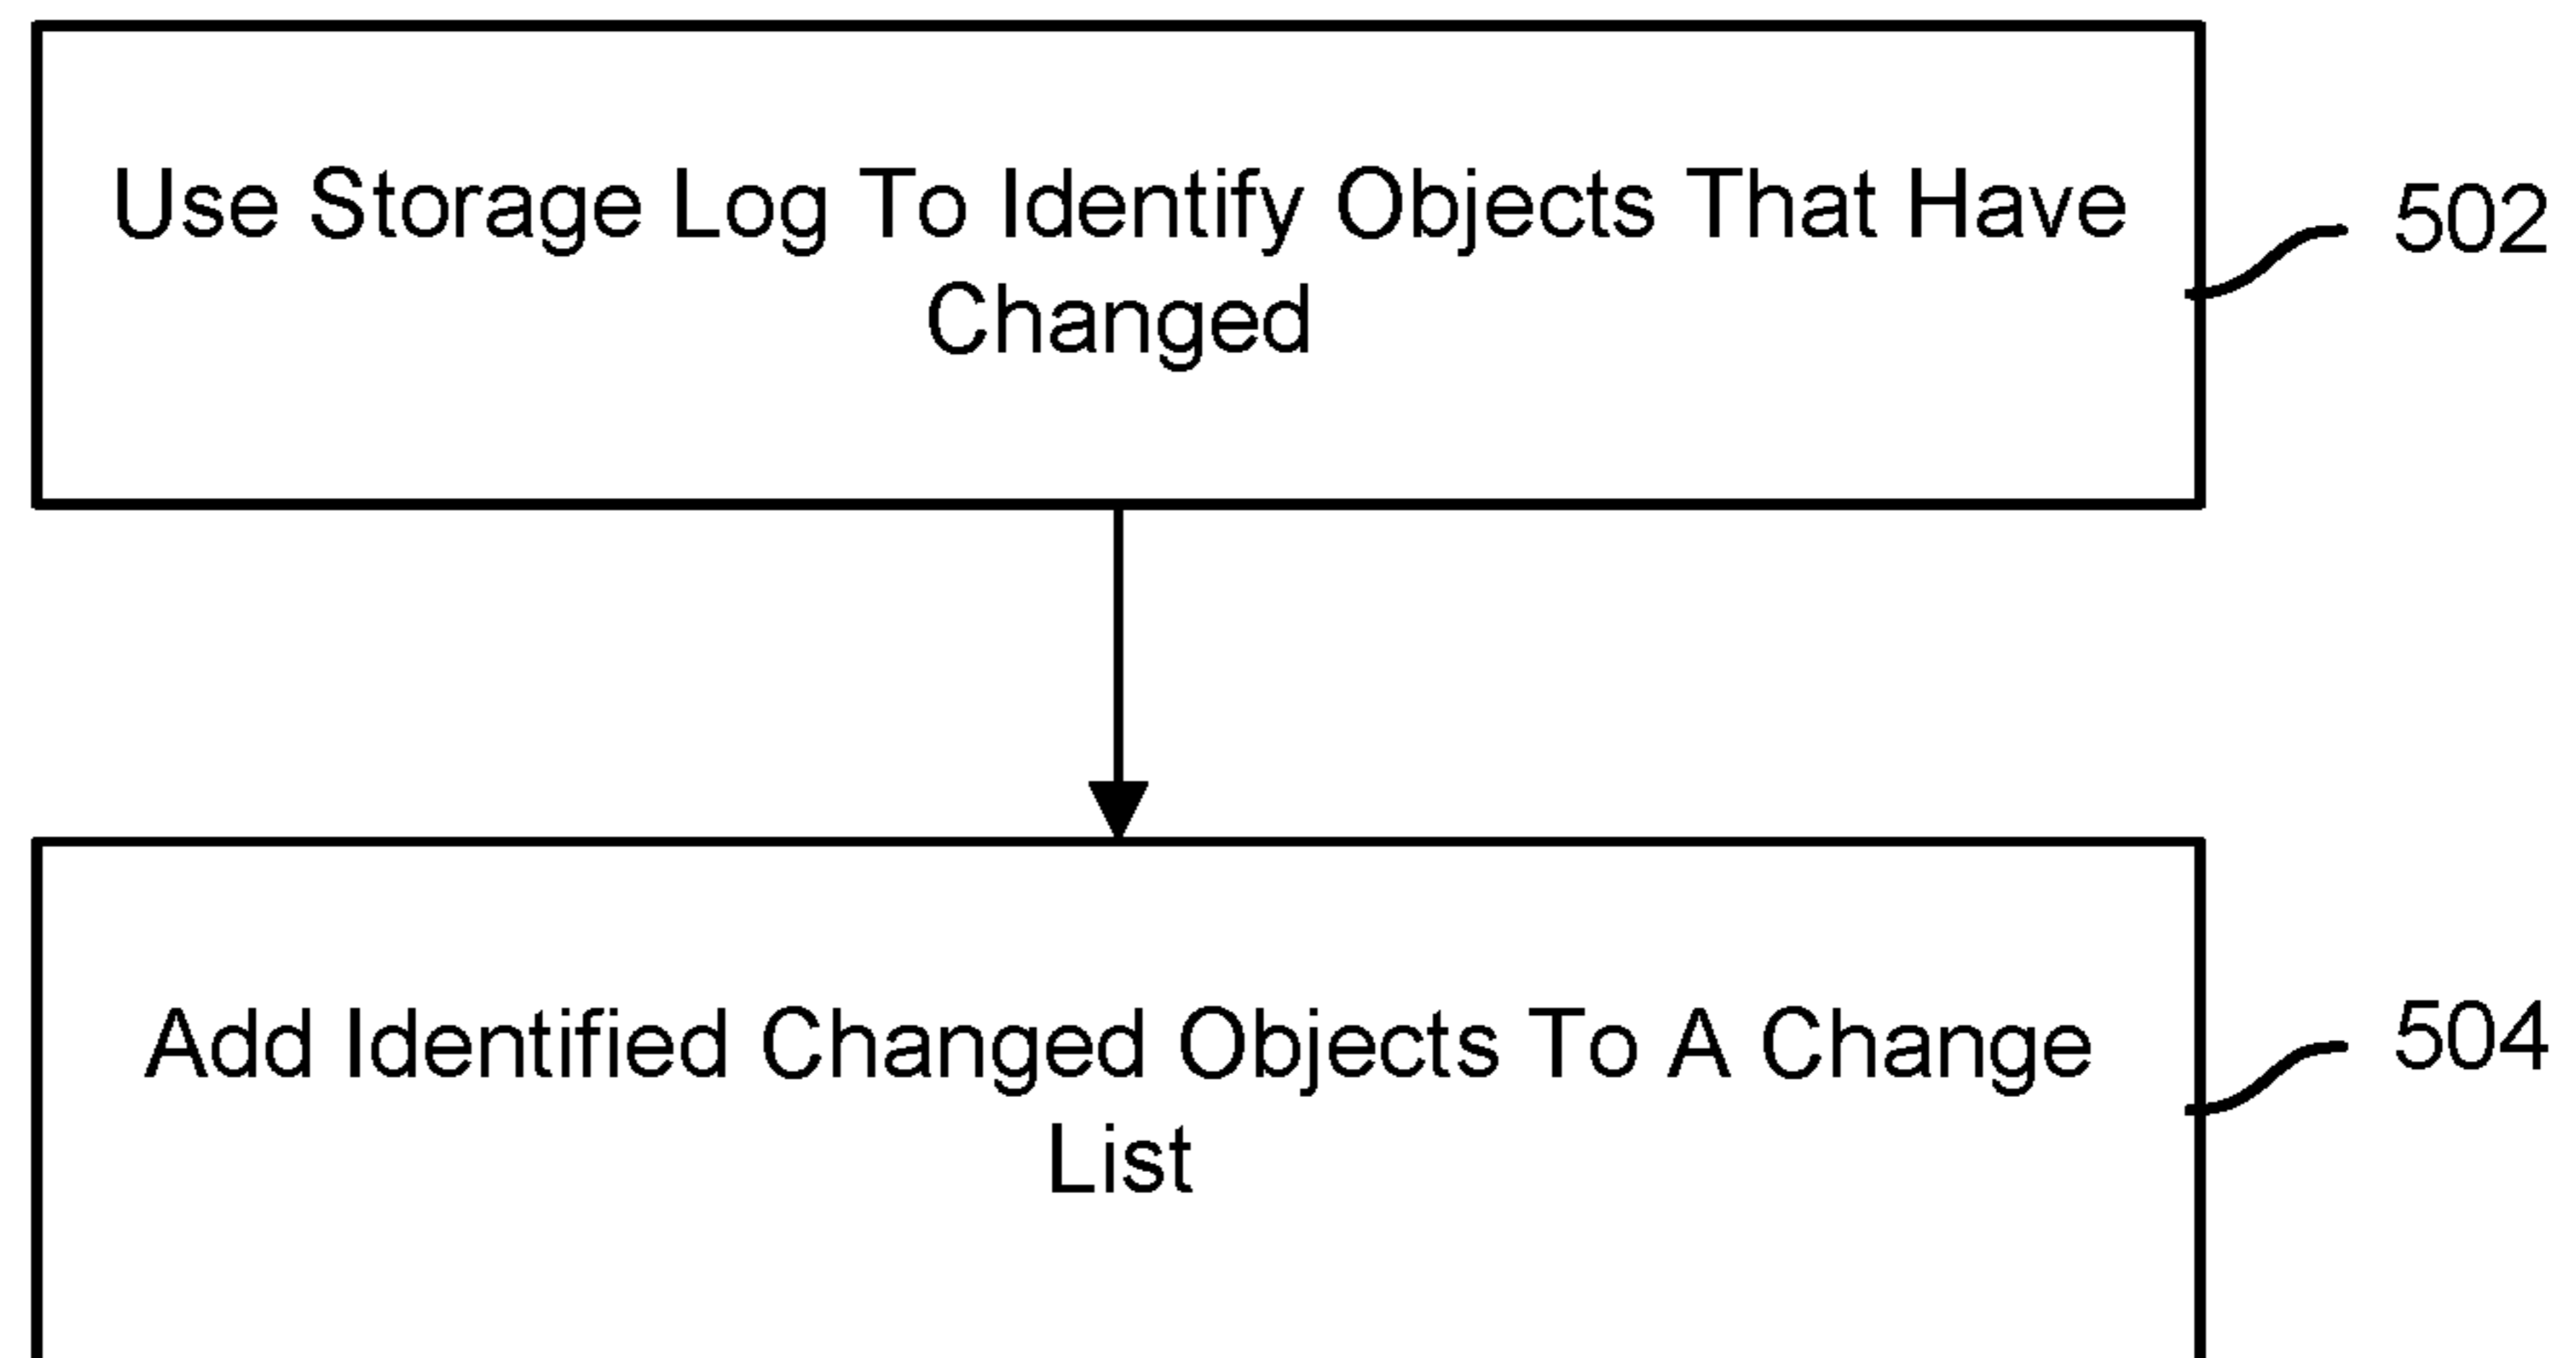 Use Storage Log To Identify Objects That Have
Changed
502
Add Identified Changed Objects To A Change
List
504